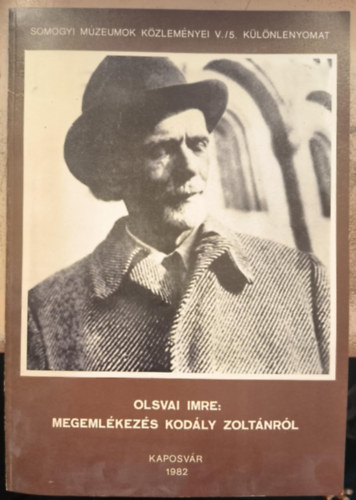 SOMOGYI MÚZEUMOK KÖZLEMÉNYEI V./5. KÜLÖNLENYOMAT
OLSVAI IMRE:
MEGEMLÉKEZÉS KODÁLY ZOLTÁNRÓL
KAPOSVÁR
1982